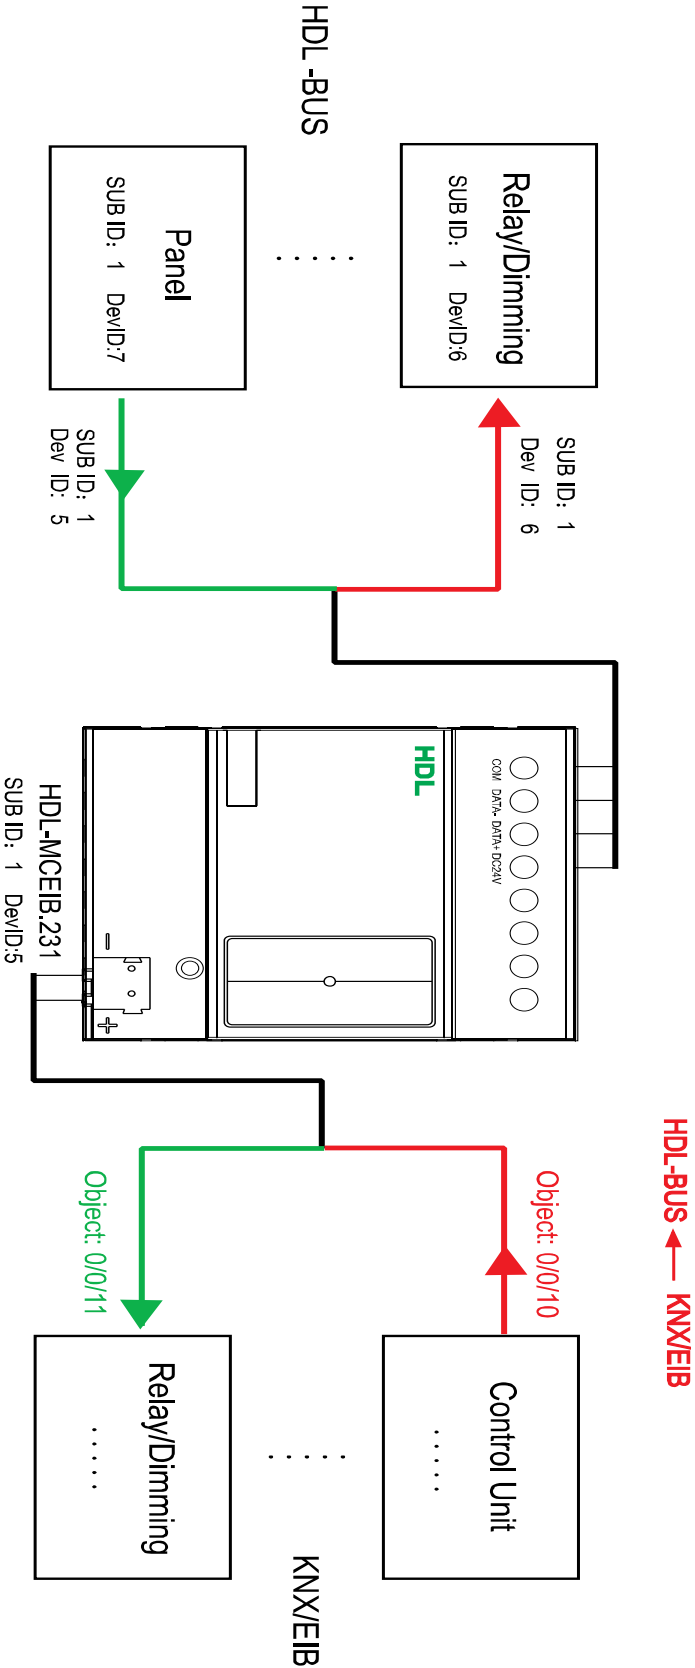 HDL-BUS ← KNX/EIB
HDL -BUS
Relay/Dimming
SUB ID: 1 DevID:6
. . . . .
Panel
SUB ID: 1 DevID:7
SUB ID: 1
Dev ID: 6
SUB ID: 1
Dev ID: 5
COM DATA- DATA+ DC24V
HDL
− +
HDL-MCEIB.231
SUB ID: 1 DevID:5
Object: 0/0/10
Object: 0/0/11
Control Unit
. . . . .
. . . . .
Relay/Dimming
. . . . .
KNX/EIB